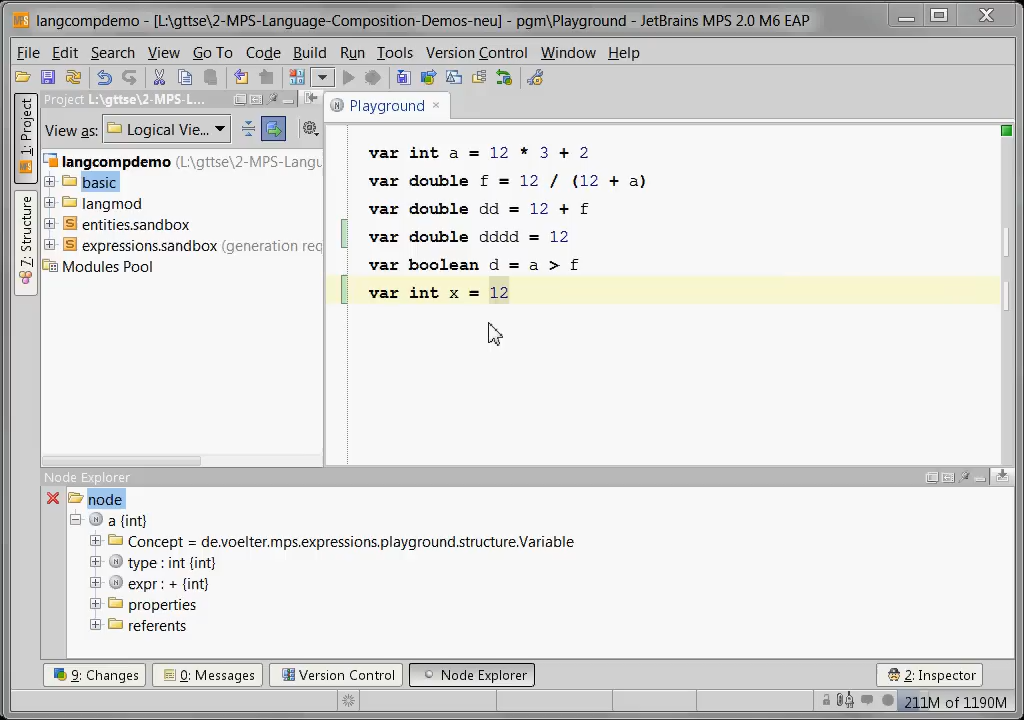 langcompdemo - [L:\gttse\2-MPS-Language-Composition-Demos-neu] - pgm\Playground - JetBrains MPS 2.0 M6 EAP
File Edit Search View Go To Code Build Run Tools Version Control Window Help
Project L:\gttse\2-MPS-L...
Playground
1: Project
View as: Logical Vie...
Z: Structure
langcompdemo (L:\gttse\2-MPS-Langu
basic
langmod
entities.sandbox
expressions.sandbox (generation req
Modules Pool
var int a = 12 * 3 + 2
var double f = 12 / (12 + a)
var double dd = 12 + f
var double dddd = 12
var boolean d = a > f
var int x = 12
Node Explorer
node
a {int}
Concept = de.voelter.mps.expressions.playground.structure.Variable
type : int {int}
expr : + {int}
properties
referents
9: Changes 0: Messages Version Control Node Explorer 2: Inspector
211M of 1190M